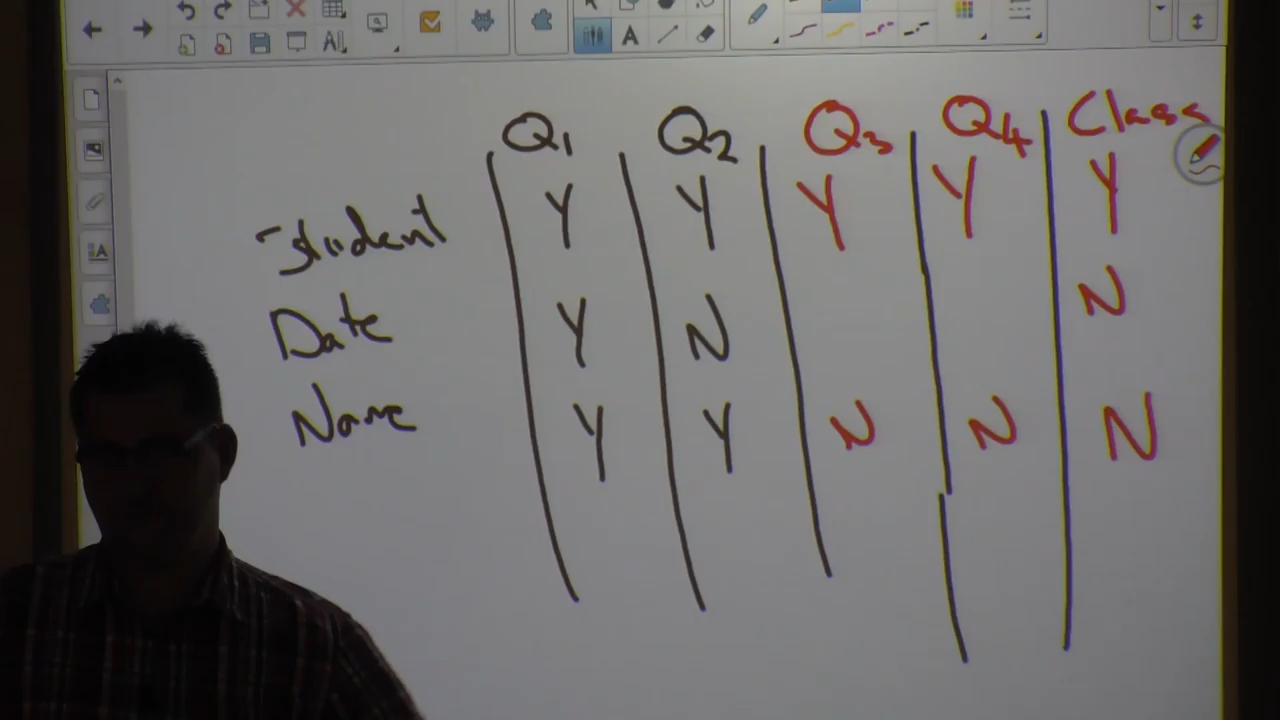 Q1 Q2 Q3 Q4 Class
Student Y Y Y Y Y
Date Y N N
Name Y Y N N N